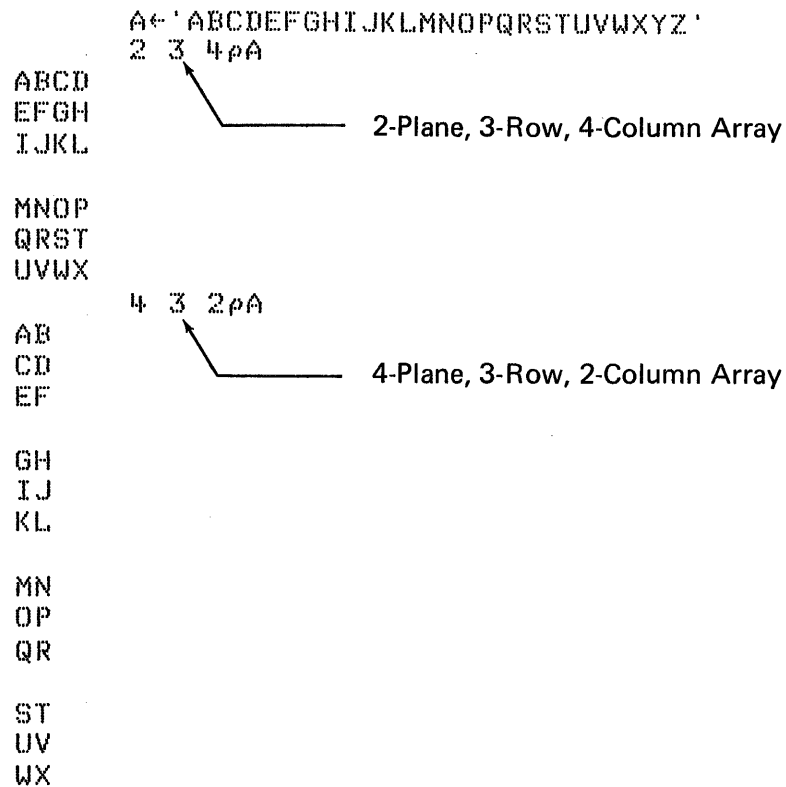 A←'ABCDEFGHIJKLMNOPQRSTUVWXYZ'
2 3 4⍴A
ABCD
EFGH
IJKL
2-Plane, 3-Row, 4-Column Array
MNOP
QRST
UVWX
4 3 2⍴A
AB
CD
EF
4-Plane, 3-Row, 2-Column Array
GH
IJ
KL
MN
OP
QR
ST
UV
WX